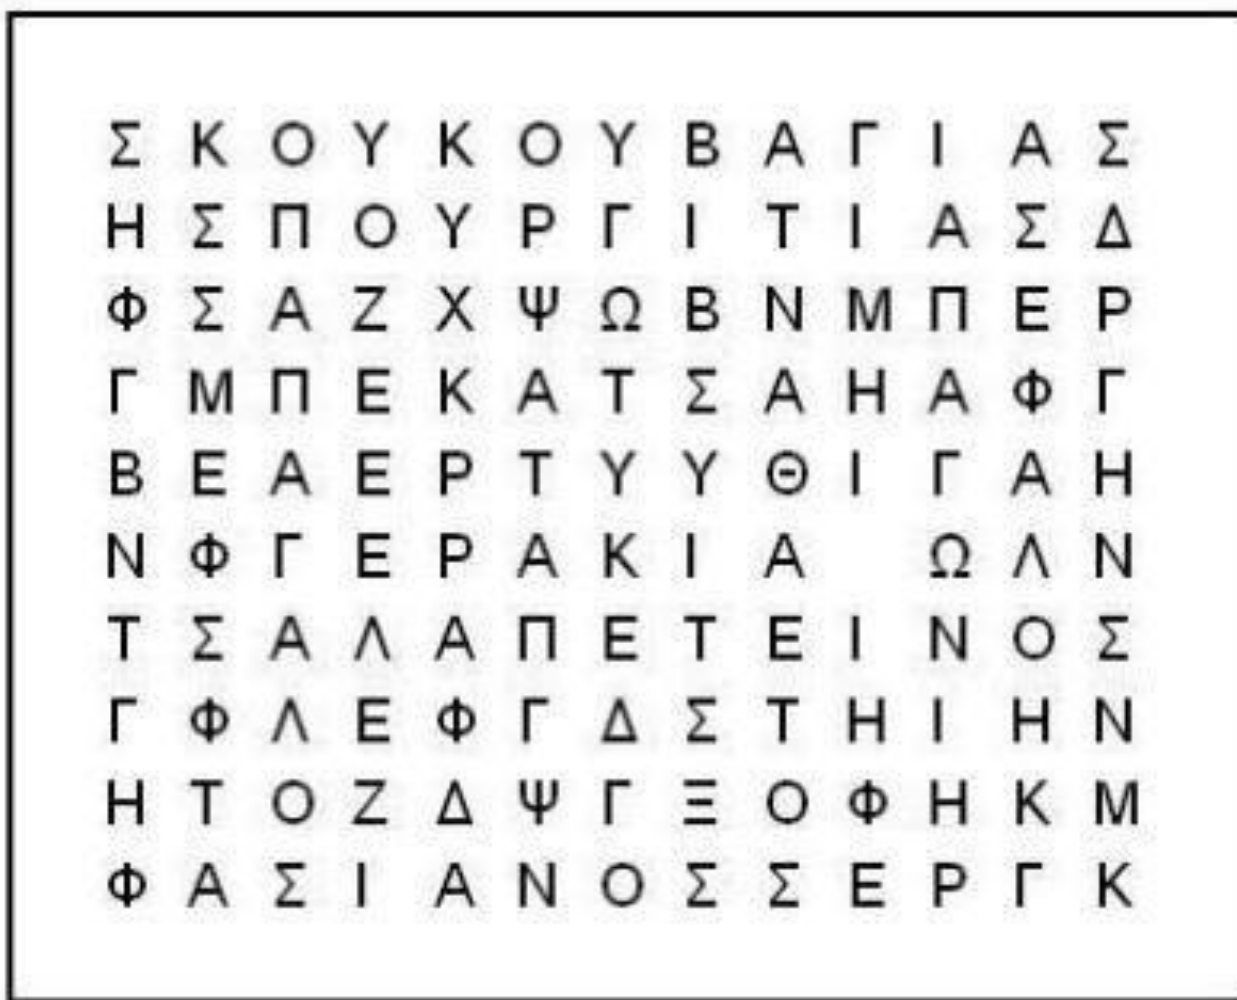 Σ Κ Ο Υ Κ Ο Υ Β Α Γ Ι Α Σ
Η Σ Π Ο Υ Ρ Γ Ι Τ Ι Α Σ Δ
Φ Σ Α Ζ Χ Ψ Ω Β Ν Μ Π Ε Ρ
Γ Μ Π Ε Κ Α Τ Σ Α Η Α Φ Γ
Β Ε Α Ε Ρ Τ Υ Υ Θ Ι Γ Α Η
Ν Φ Γ Ε Ρ Α Κ Ι Α Ω Λ Ν
Τ Σ Α Λ Α Π Ε Τ Ε Ι Ν Ο Σ
Γ Φ Λ Ε Φ Γ Δ Σ Τ Η Ι Η Ν
Η Τ Ο Ζ Δ Ψ Γ Ξ Ο Φ Η Κ Μ
Φ Α Σ Ι Α Ν Ο Σ Σ Ε Ρ Γ Κ